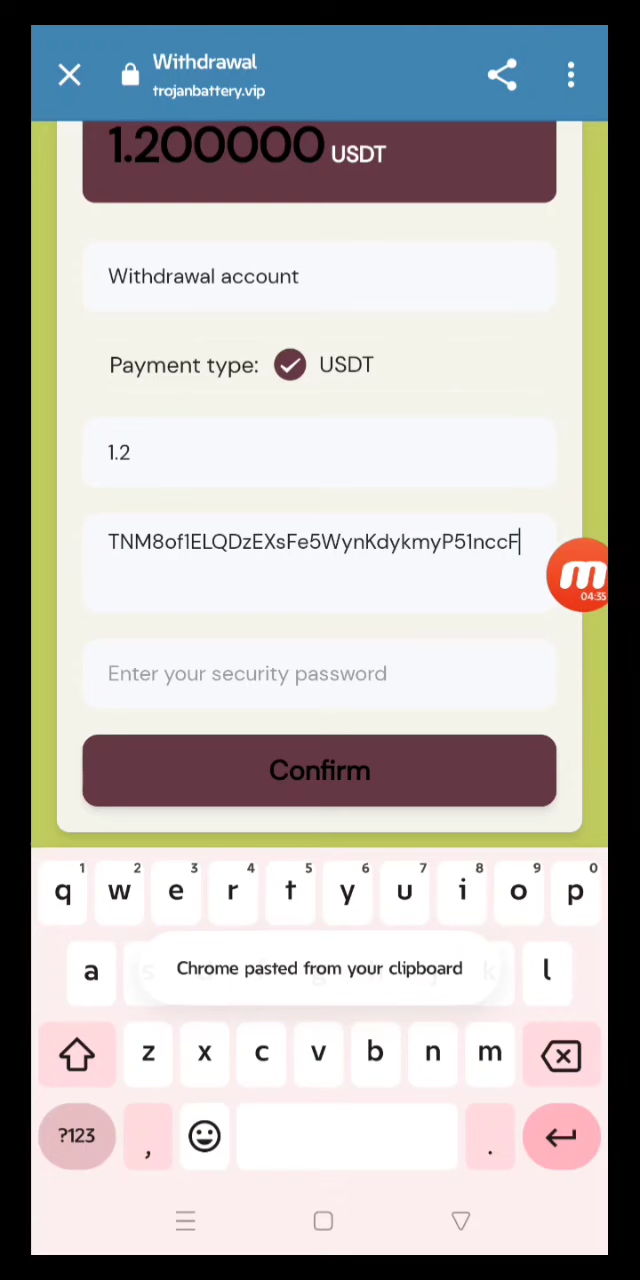 Withdrawal
trojanbattery.vip
1.200000 USDT
Withdrawal account
Payment type: USDT
1.2
TNM8of1ELQDzEXsFe5WynKdykmyP51nccF
m
04:35
Enter your security password
Confirm
1 2 3 4 5 6 7 8 9 0
q w e r t y u i o p
a s g k l
Chrome pasted from your clipboard
z x c v b n m
?123 , .